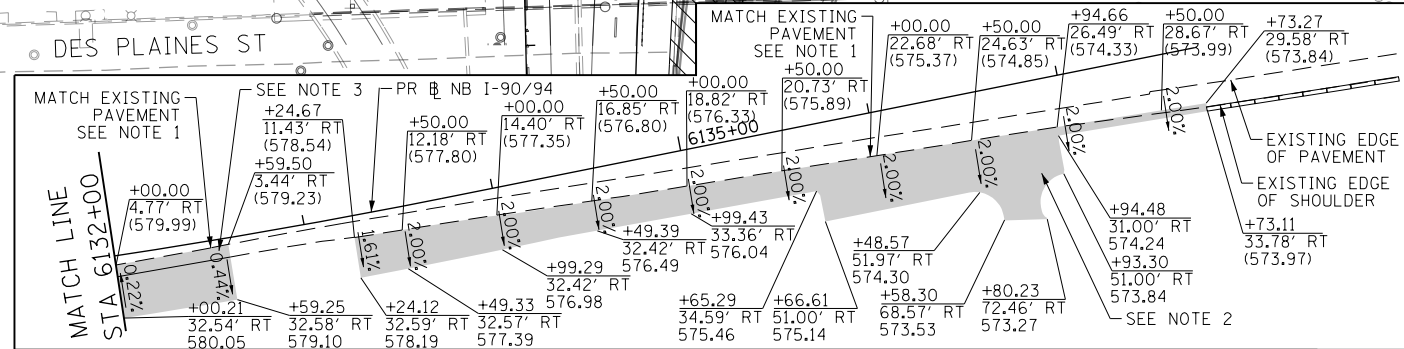 DES PLAINES ST
MATCH EXISTING
PAVEMENT
SEE NOTE 1
SEE NOTE 3
PR B NB I-90/94
MATCH EXISTING
PAVEMENT
SEE NOTE 1
MATCH LINE
STA 6132+00
+00.00
4.77' RT
(579.99)
+24.67
11.43' RT
(578.54)
+59.50
3.44' RT
(579.23)
+50.00
12.18' RT
(577.80)
+00.00
14.40' RT
(577.35)
+50.00
16.85' RT
(576.80)
+00.00
18.82' RT
(576.33)
6135+00
+50.00
20.73' RT
(575.89)
+00.00
22.68' RT
(575.37)
+50.00
24.63' RT
(574.85)
+94.66
26.49' RT
(574.33)
+50.00
28.67' RT
(573.99)
+73.27
29.58' RT
(573.84)
0.22%
0.44%
1.61%
2.00%
2.00%
2.00%
2.00%
2.00%
2.00%
2.00%
2.00%
2.00%
EXISTING EDGE
OF PAVEMENT
EXISTING EDGE
OF SHOULDER
+00.21
32.54' RT
580.05
+59.25
32.58' RT
579.10
+24.12
32.59' RT
578.19
+49.33
32.57' RT
577.39
+99.29
32.42' RT
576.98
+49.39
32.42' RT
576.49
+99.43
33.36' RT
576.04
+65.29
34.59' RT
575.46
+66.61
51.00' RT
575.14
+48.57
51.97' RT
574.30
+58.30
68.57' RT
573.53
+80.23
72.46' RT
573.27
+94.48
31.00' RT
574.24
+93.30
51.00' RT
573.84
SEE NOTE 2
+73.11
33.78' RT
(573.97)